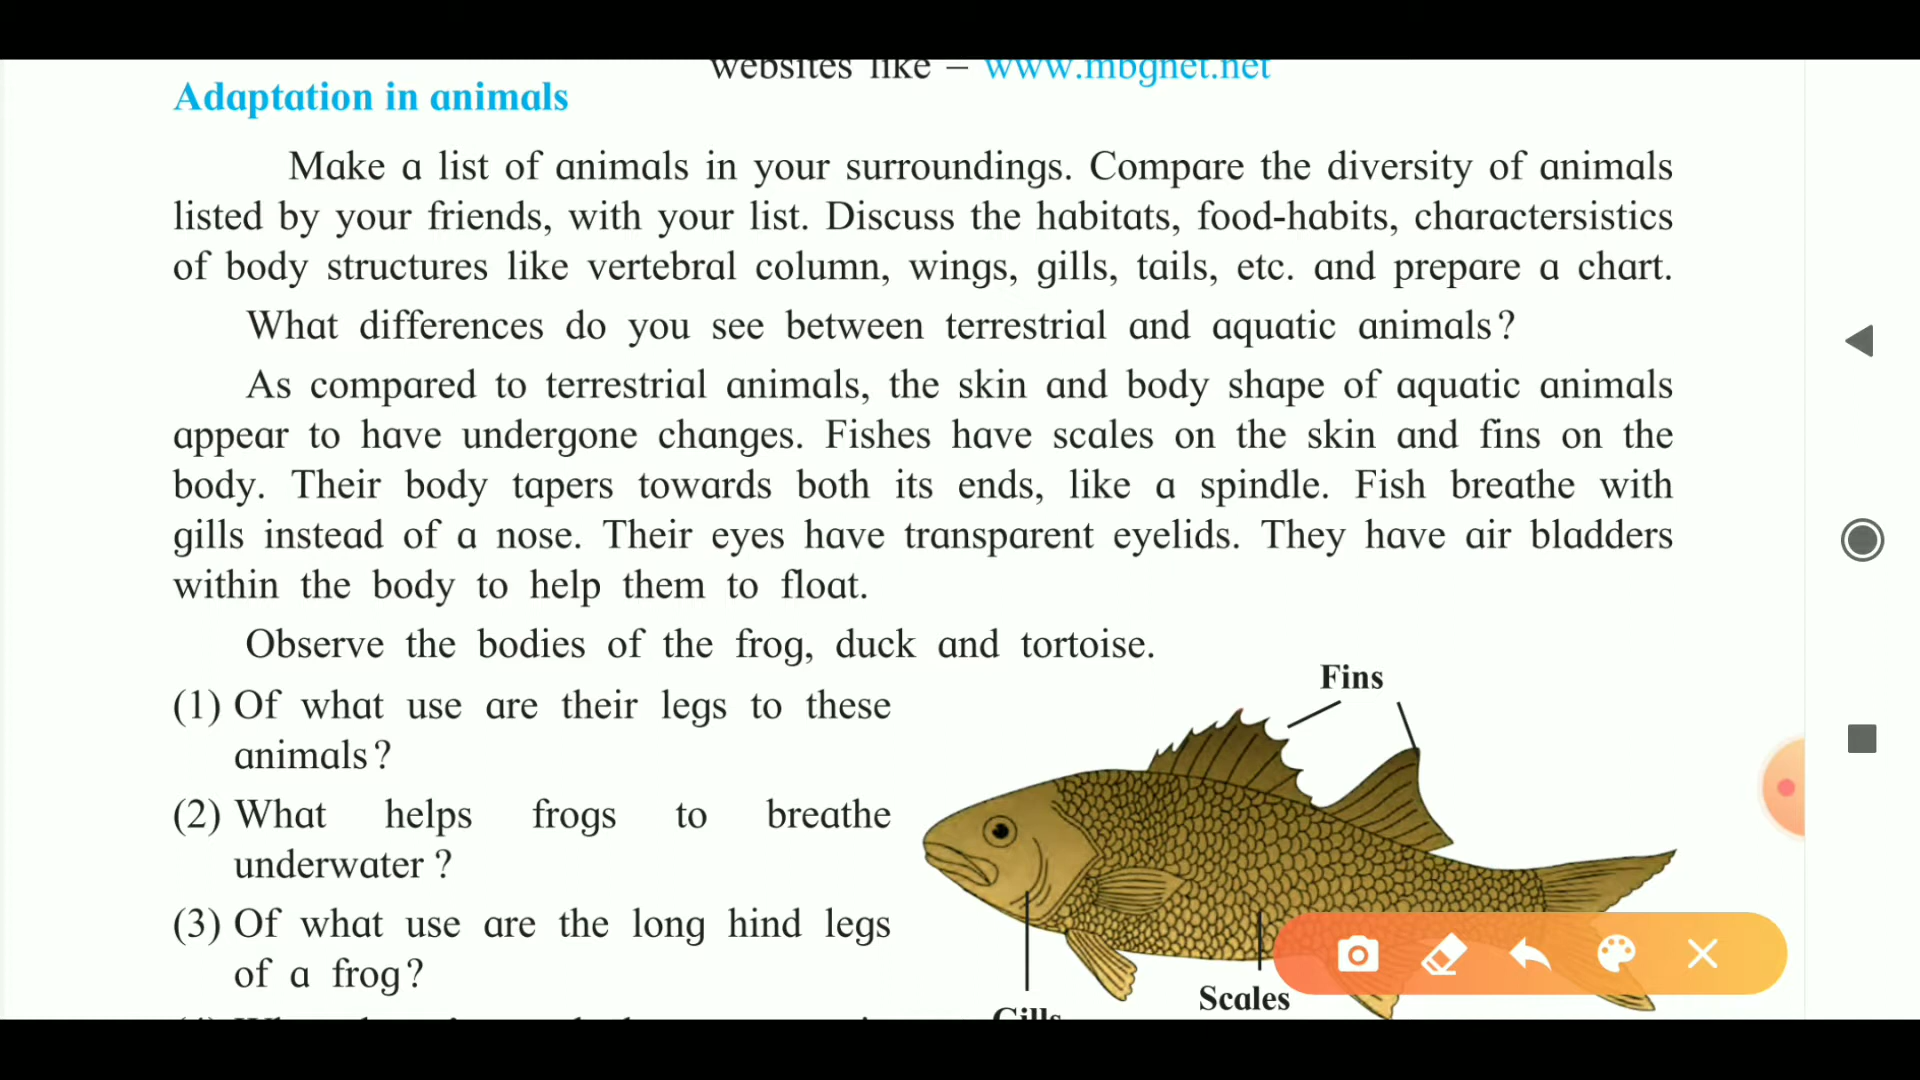 websites like – www.mbgnet.net
Adaptation in animals
Make a list of animals in your surroundings. Compare the diversity of animals
listed by your friends, with your list. Discuss the habitats, food-habits, charactersistics
of body structures like vertebral column, wings, gills, tails, etc. and prepare a chart.
What differences do you see between terrestrial and aquatic animals?
As compared to terrestrial animals, the skin and body shape of aquatic animals
appear to have undergone changes. Fishes have scales on the skin and fins on the
body. Their body tapers towards both its ends, like a spindle. Fish breathe with
gills instead of a nose. Their eyes have transparent eyelids. They have air bladders
within the body to help them to float.
Observe the bodies of the frog, duck and tortoise.
(1) Of what use are their legs to these
animals?
(2) What helps frogs to breathe
underwater ?
(3) Of what use are the long hind legs
of a frog?
Fins
Scales
Gills